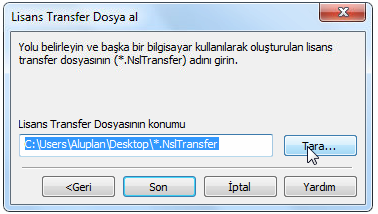 Lisans Transfer Dosya al
Yolu belirleyin ve başka bir bilgisayar kullanılarak oluşturulan lisans
transfer dosyasının (*.NslTransfer) adını girin.
Lisans Transfer Dosyasının konumu
C:\Users\Aluplan\Desktop\*.NslTransfer
Tara...
<Geri
Son
İptal
Yardım